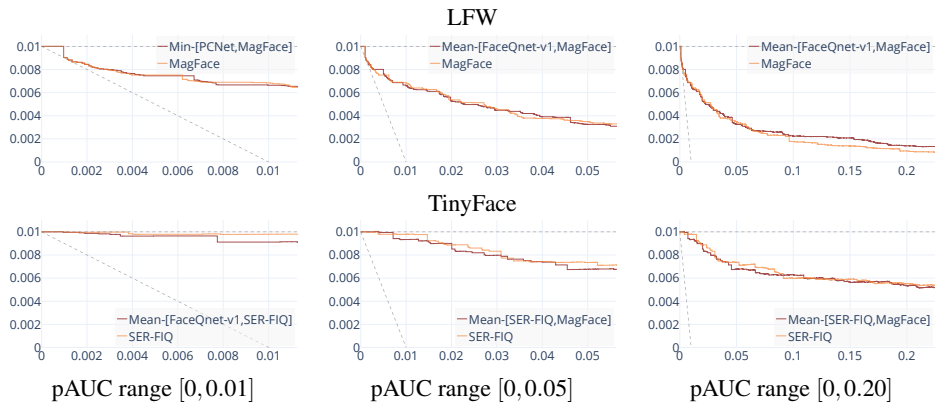 LFW
0.01
0.008
0.006
0.004
0.002
0
Min-[PCNet,MagFace]
MagFace
0 0.002 0.004 0.006 0.008 0.01
0.01
0.008
0.006
0.004
0.002
0
Mean-[FaceQnet-v1,MagFace]
MagFace
0 0.01 0.02 0.03 0.04 0.05
0.01
0.008
0.006
0.004
0.002
0
Mean-[FaceQnet-v1,MagFace]
MagFace
0 0.05 0.1 0.15 0.2
TinyFace
0.01
0.008
0.006
0.004
0.002
0
Mean-[FaceQnet-v1,SER-FIQ]
SER-FIQ
0 0.002 0.004 0.006 0.008 0.01
0.01
0.008
0.006
0.004
0.002
0
Mean-[SER-FIQ,MagFace]
SER-FIQ
0 0.01 0.02 0.03 0.04 0.05
0.01
0.008
0.006
0.004
0.002
0
Mean-[SER-FIQ,MagFace]
SER-FIQ
0 0.05 0.1 0.15 0.2
pAUC range [0, 0.01] pAUC range [0, 0.05] pAUC range [0, 0.20]